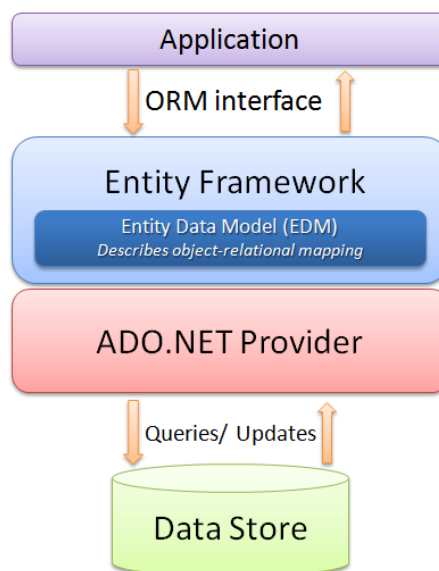 Application
ORM interface
Entity Framework
Entity Data Model (EDM)
Describes object-relational mapping
ADO.NET Provider
Queries/ Updates
Data Store